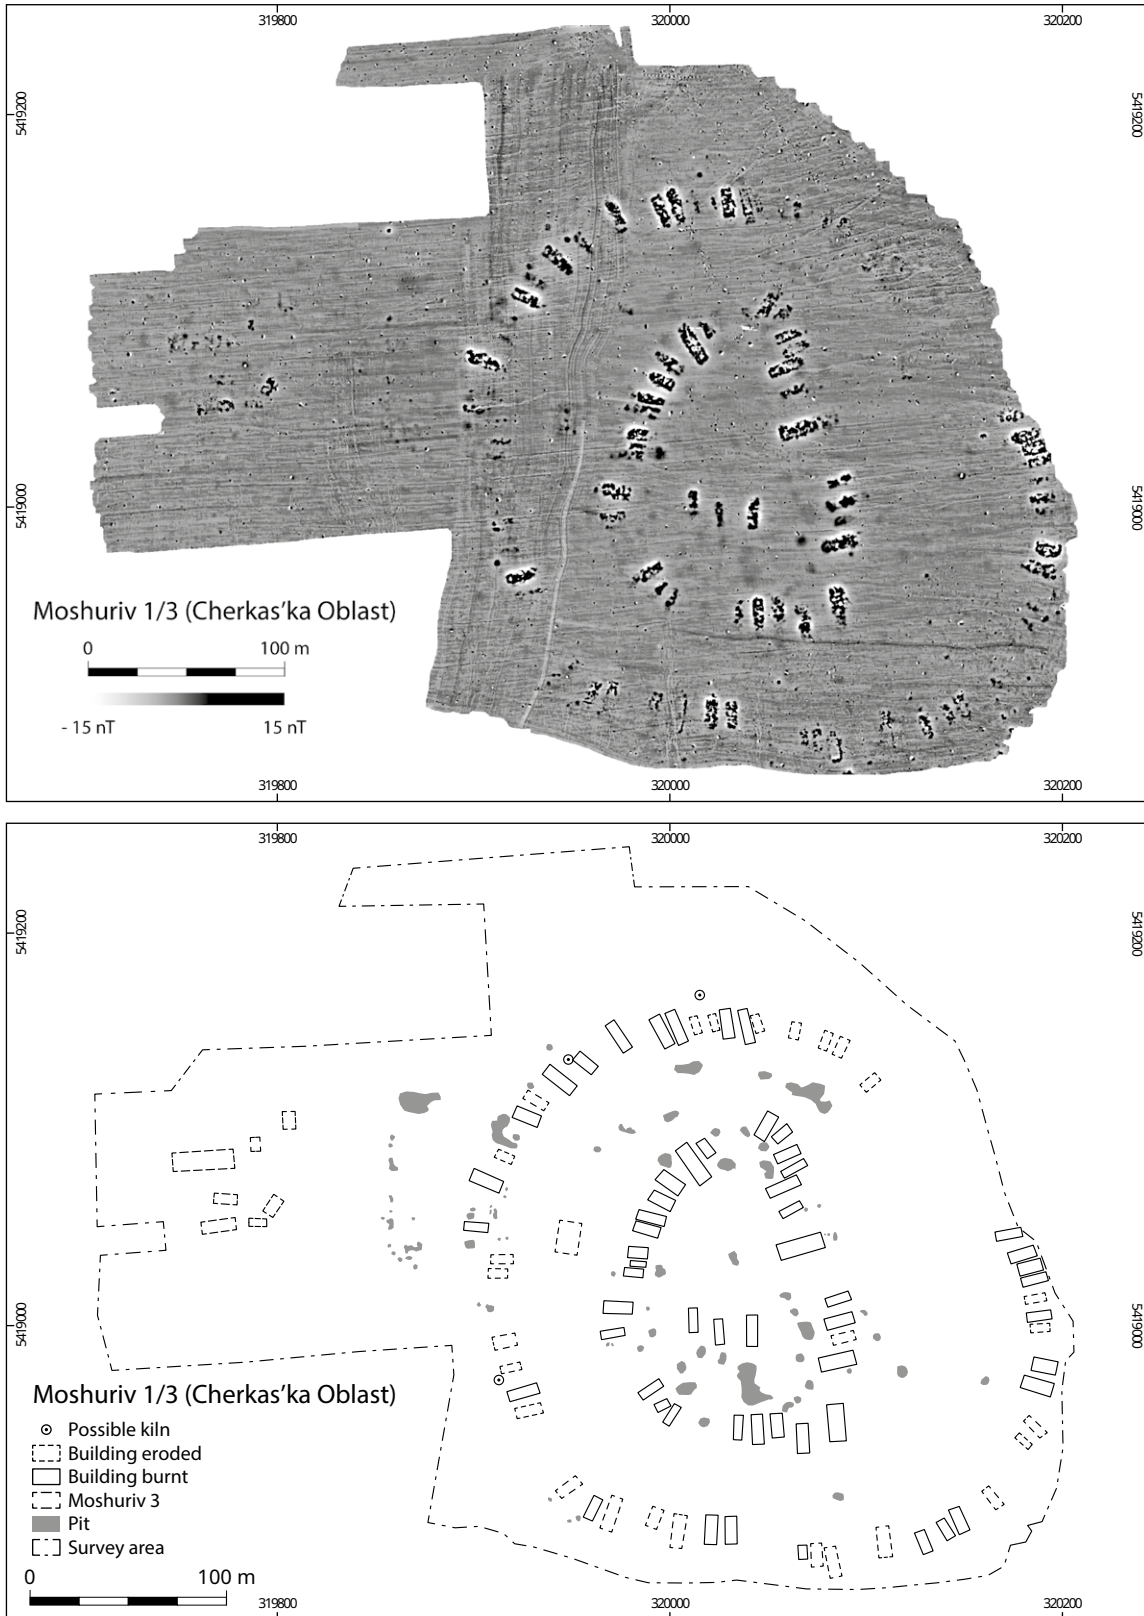 319800 320000 320200
5419200 5419200
5419000 5419000
Moshuriv 1/3 (Cherkas'ka Oblast)
0 100 m
- 15 nT 15 nT
319800 320000 320200
319800 320000 320200
5419200 5419200
5419000 5419000
Moshuriv 1/3 (Cherkas'ka Oblast)
Possible kiln
Building eroded
Building burnt
Moshuriv 3
Pit
Survey area
0 100 m
319800 320000 320200